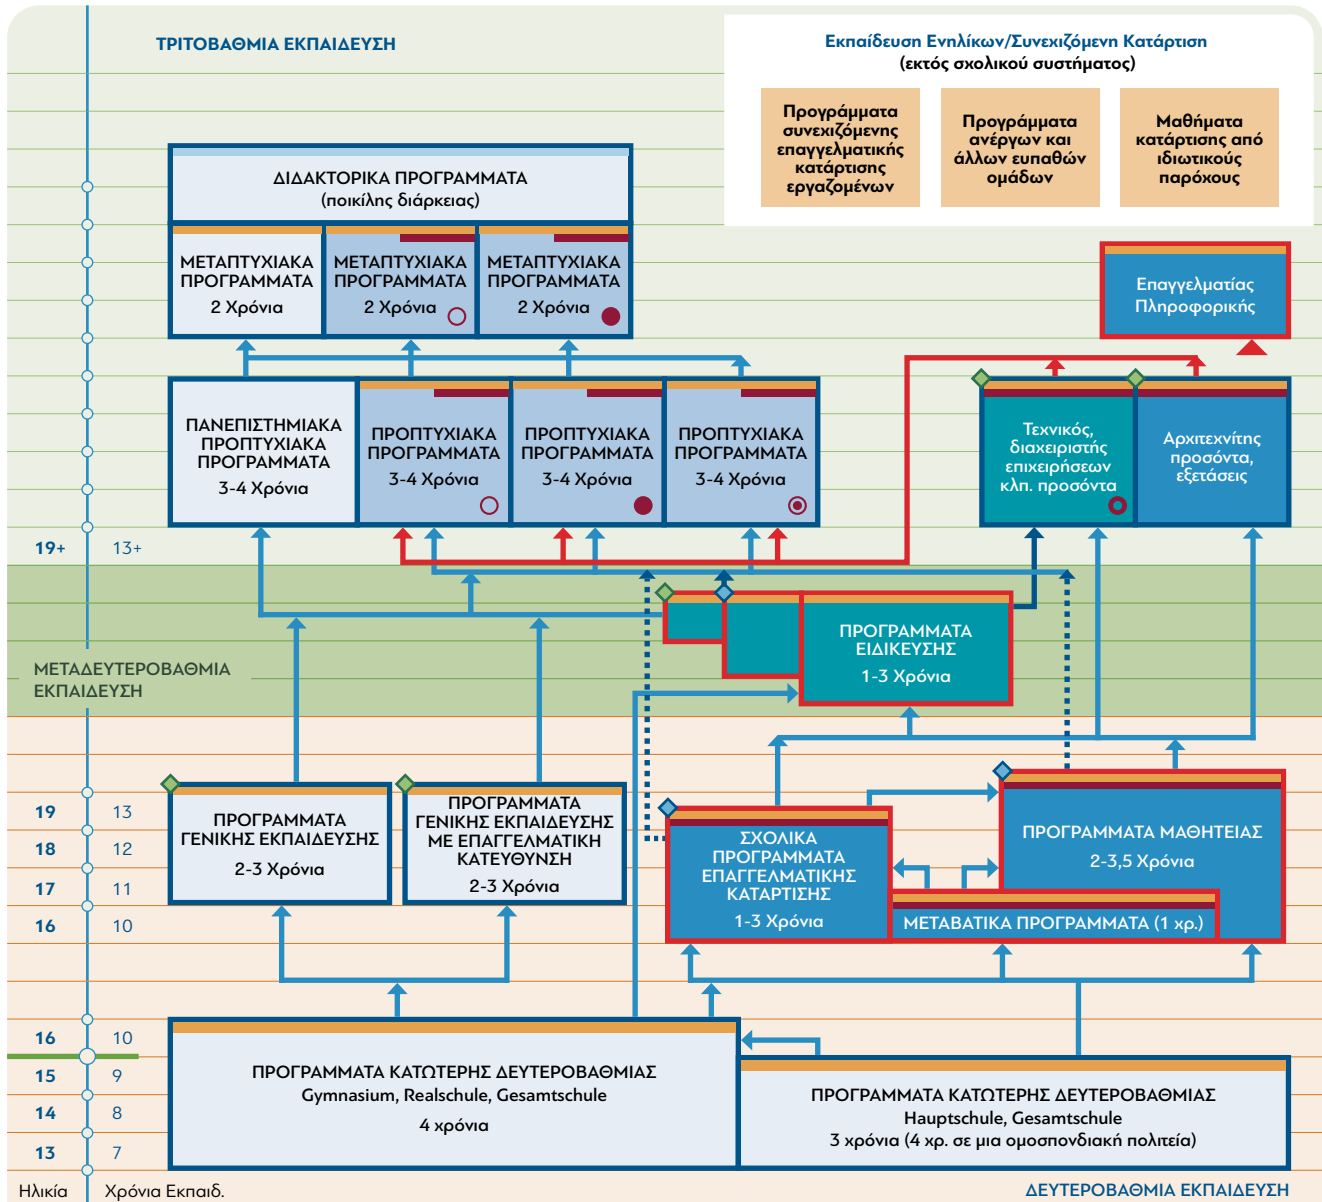 ΤΡΙΤΟΒΑΘΜΙΑ ΕΚΠΑΙΔΕΥΣΗ
Εκπαίδευση Ενηλίκων/Συνεχιζόμενη Κατάρτιση
(εκτός σχολικού συστήματος)
Προγράμματα
συνεχιζόμενης
επαγγελματικής
κατάρτισης
εργαζομένων
Προγράμματα
ανέργων και
άλλων ευπαθών
ομάδων
Μαθήματα
κατάρτισης από
ιδιωτικούς
παρόχους
ΔΙΔΑΚΤΟΡΙΚΑ ΠΡΟΓΡΑΜΜΑΤΑ
(ποικίλης διάρκειας)
ΜΕΤΑΠΤΥΧΙΑΚΑ
ΠΡΟΓΡΑΜΜΑΤΑ
2 Χρόνια
ΜΕΤΑΠΤΥΧΙΑΚΑ
ΠΡΟΓΡΑΜΜΑΤΑ
2 Χρόνια
ΜΕΤΑΠΤΥΧΙΑΚΑ
ΠΡΟΓΡΑΜΜΑΤΑ
2 Χρόνια
Επαγγελματίας
Πληροφορικής
ΠΑΝΕΠΙΣΤΗΜΙΑΚΑ
ΠΡΟΠΤΥΧΙΑΚΑ
ΠΡΟΓΡΑΜΜΑΤΑ
3-4 Χρόνια
ΠΡΟΠΤΥΧΙΑΚΑ
ΠΡΟΓΡΑΜΜΑΤΑ
3-4 Χρόνια
ΠΡΟΠΤΥΧΙΑΚΑ
ΠΡΟΓΡΑΜΜΑΤΑ
3-4 Χρόνια
ΠΡΟΠΤΥΧΙΑΚΑ
ΠΡΟΓΡΑΜΜΑΤΑ
3-4 Χρόνια
Τεχνικός,
διαχειριστής
επιχειρήσεων
κλπ. προσόντα
Αρχιτεχνίτης
προσόντα,
εξετάσεις
19+ 13+
ΜΕΤΑΔΕΥΤΕΡΟΒΑΘΜΙΑ
ΕΚΠΑΙΔΕΥΣΗ
ΠΡΟΓΡΑΜΜΑΤΑ
ΕΙΔΙΚΕΥΣΗΣ
1-3 Χρόνια
19 13
18 12
17 11
16 10
ΠΡΟΓΡΑΜΜΑΤΑ
ΓΕΝΙΚΗΣ ΕΚΠΑΙΔΕΥΣΗΣ
2-3 Χρόνια
ΠΡΟΓΡΑΜΜΑΤΑ
ΓΕΝΙΚΗΣ ΕΚΠΑΙΔΕΥΣΗΣ
ΜΕ ΕΠΑΓΓΕΛΜΑΤΙΚΗ
ΚΑΤΕΥΘΥΝΣΗ
2-3 Χρόνια
ΣΧΟΛΙΚΑ
ΠΡΟΓΡΑΜΜΑΤΑ
ΕΠΑΓΓΕΛΜΑΤΙΚΗΣ
ΚΑΤΑΡΤΙΣΗΣ
1-3 Χρόνια
ΠΡΟΓΡΑΜΜΑΤΑ ΜΑΘΗΤΕΙΑΣ
2-3,5 Χρόνια
ΜΕΤΑΒΑΤΙΚΑ ΠΡΟΓΡΑΜΜΑΤΑ (1 χρ.)
16 10
15 9
14 8
13 7
ΠΡΟΓΡΑΜΜΑΤΑ ΚΑΤΩΤΕΡΗΣ ΔΕΥΤΕΡΟΒΑΘΜΙΑΣ
Gymnasium, Realschule, Gesamtschule
4 χρόνια
ΠΡΟΓΡΑΜΜΑΤΑ ΚΑΤΩΤΕΡΗΣ ΔΕΥΤΕΡΟΒΑΘΜΙΑΣ
Hauptschule, Gesamtschule
3 χρόνια (4 χρ. σε μια ομοσπονδιακή πολιτεία)
Ηλικία Χρόνια Εκπαιδ.
ΔΕΥΤΕΡΟΒΑΘΜΙΑ ΕΚΠΑΙΔΕΥΣΗ